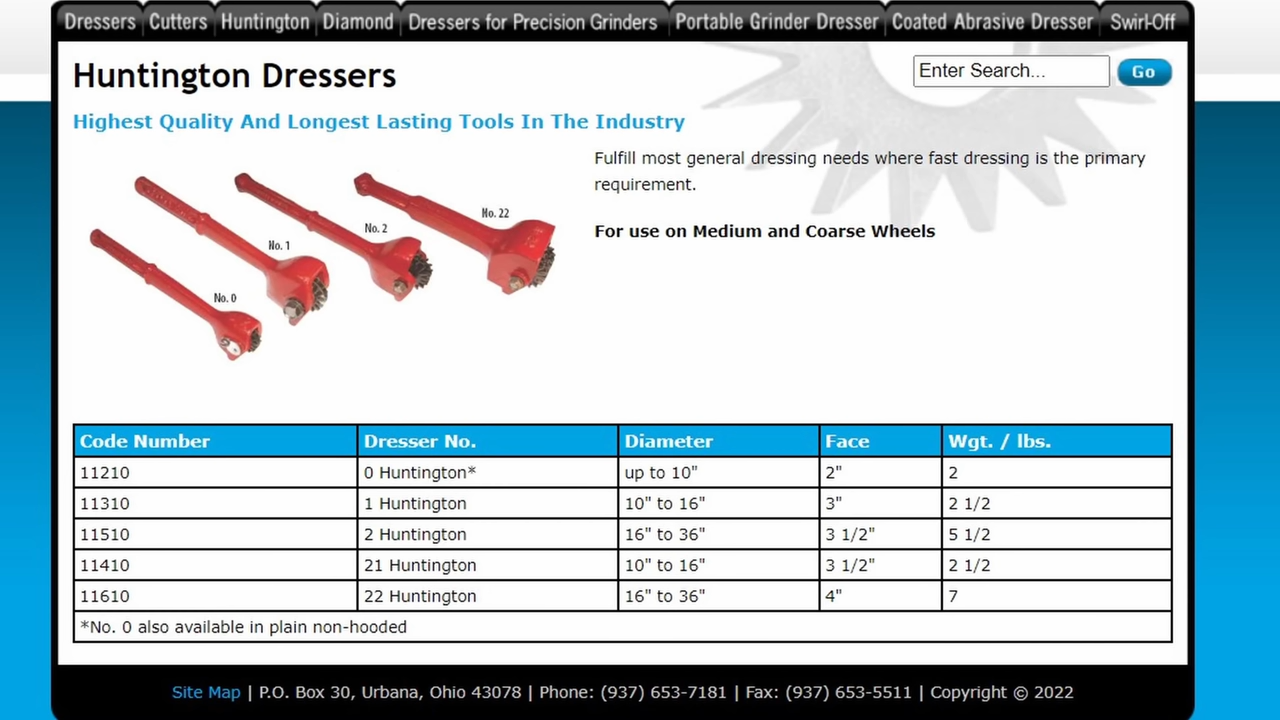 Dressers Cutters Huntington Diamond Dressers for Precision Grinders Portable Grinder Dresser Coated Abrasive Dresser Swirl-Off
Huntington Dressers
Enter Search... Go
Highest Quality And Longest Lasting Tools In The Industry
Fulfill most general dressing needs where fast dressing is the primary
requirement.
For use on Medium and Coarse Wheels
No. 0
No. 1
No. 2
No. 22
Code Number Dresser No. Diameter Face Wgt. / lbs.
11210 0 Huntington* up to 10" 2" 2
11310 1 Huntington 10" to 16" 3" 2 1/2
11510 2 Huntington 16" to 36" 3 1/2" 5 1/2
11410 21 Huntington 10" to 16" 3 1/2" 2 1/2
11610 22 Huntington 16" to 36" 4" 7
*No. 0 also available in plain non-hooded
Site Map | P.O. Box 30, Urbana, Ohio 43078 | Phone: (937) 653-7181 | Fax: (937) 653-5511 | Copyright © 2022